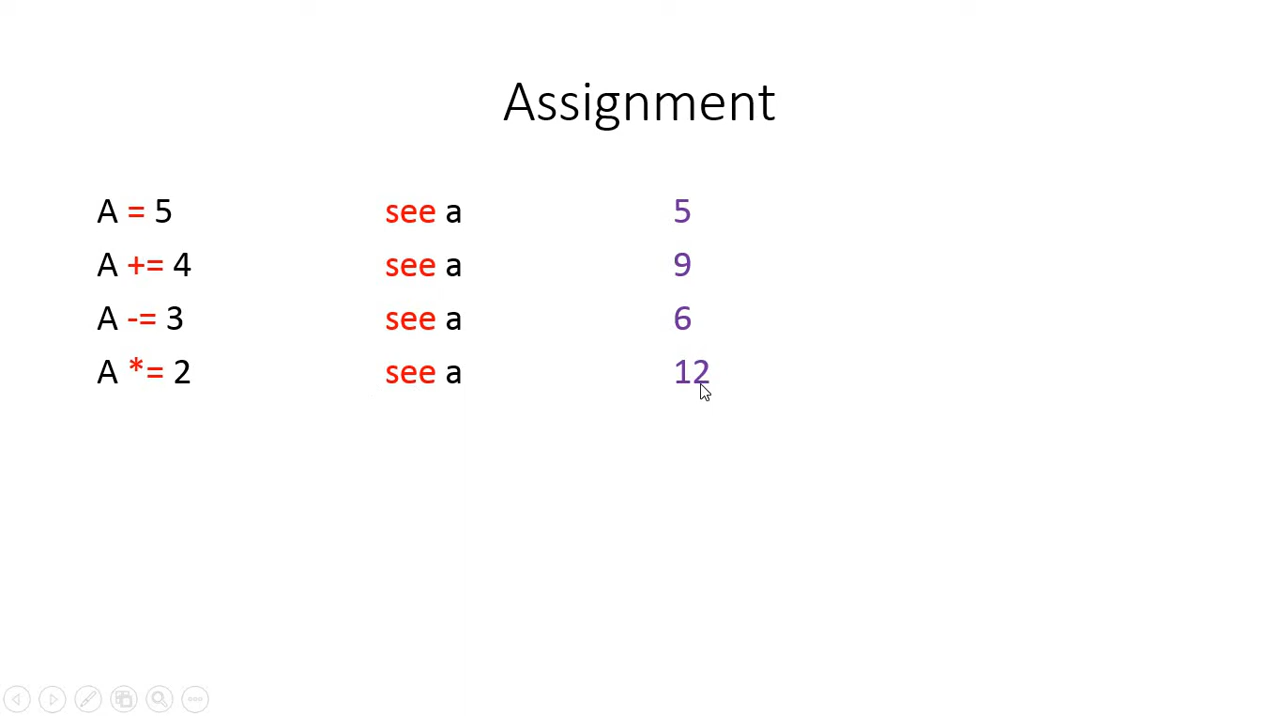 Assignment
A = 5 see a 5
A += 4 see a 9
A -= 3 see a 6
A *= 2 see a 12